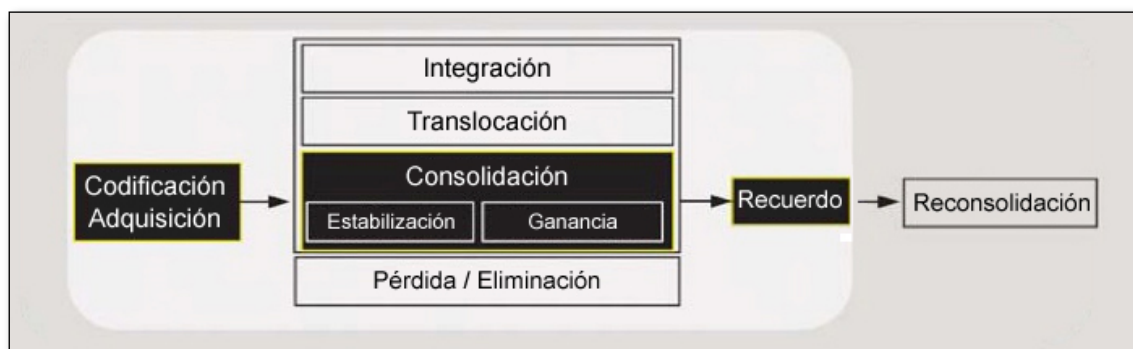 Integración
Translocación
Consolidación
Estabilización
Ganancia
Pérdida / Eliminación
Codificación
Adquisición
Recuerdo
Reconsolidación